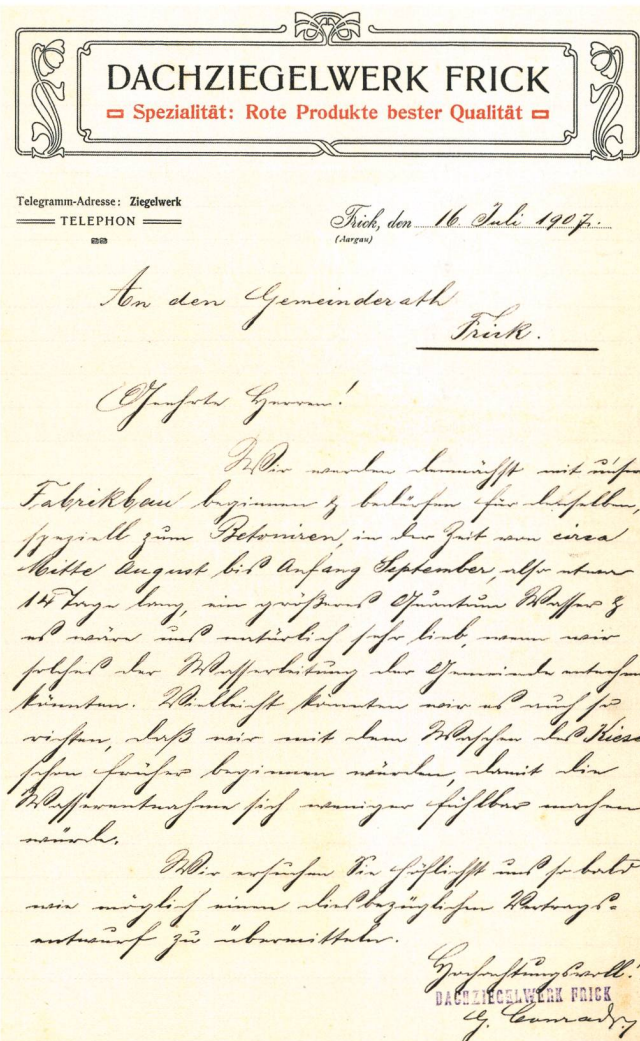 DACHZIEGELWERK FRICK
Spezialität: Rote Produkte bester Qualität
Telegramm-Adresse: Ziegelwerk
TELEPHON
Frick, den 16. Juli 1907.
(Aargau)
An den Gemeinderath
Frick.
Geehrte Herren!
Wir werden demnächst mit unser
Fabrikbau beginnen & bedürfen für denselben,
speziell zum Betoniren, in der Zeit von circa
Mitte August bis Anfang September, also etwa
14 Tage lang, ein größeres Quantum Wasser &
es wäre uns natürlich sehr lieb, wenn wir
solches der Wasserleitung der Gemeinde entnehm
könnten. Vielleicht könnten wir es auch so
richten, daß wir mit dem Waschen des Kieses
schon früher beginnen würden, damit die
Wasserentnahme sich weniger fühlbar machen
würde.
Wir ersuchen Sie höflichst uns so bald
wie möglich einen diesbezüglichen Vertrags-
entwurf zu übermitteln.
Hochachtungsvoll!
DACHZIEGELWERK FRICK